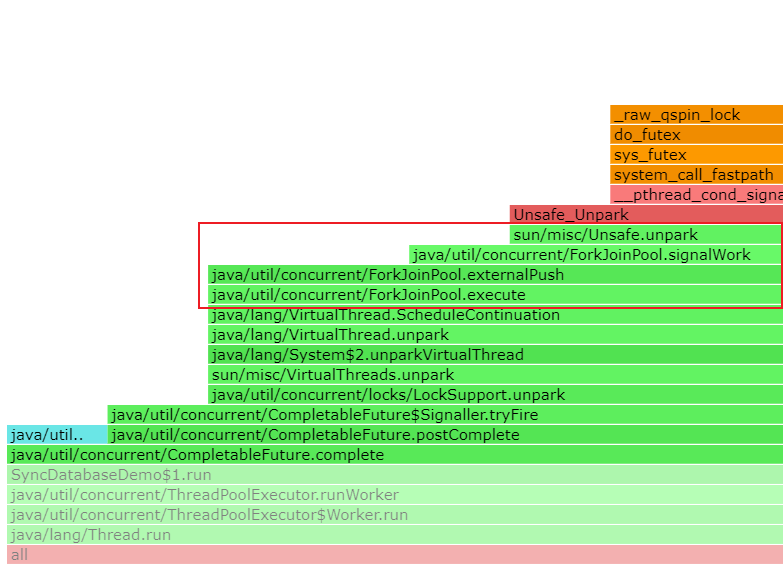 _raw_qspin_lock
do_futex
sys_futex
system_call_fastpath
__pthread_cond_signa
Unsafe_Unpark
sun/misc/Unsafe.unpark
java/util/concurrent/ForkJoinPool.signalWork
java/util/concurrent/ForkJoinPool.externalPush
java/util/concurrent/ForkJoinPool.execute
java/lang/VirtualThread.ScheduleContinuation
java/lang/VirtualThread.unpark
java/lang/System$2.unparkVirtualThread
sun/misc/VirtualThreads.unpark
java/util/concurrent/locks/LockSupport.unpark
java/util/concurrent/CompletableFuture$Signaller.tryFire
java/util.. java/util/concurrent/CompletableFuture.postComplete
java/util/concurrent/CompletableFuture.complete
SyncDatabaseDemo$1.run
java/util/concurrent/ThreadPoolExecutor.runWorker
java/util/concurrent/ThreadPoolExecutor$Worker.run
java/lang/Thread.run
all